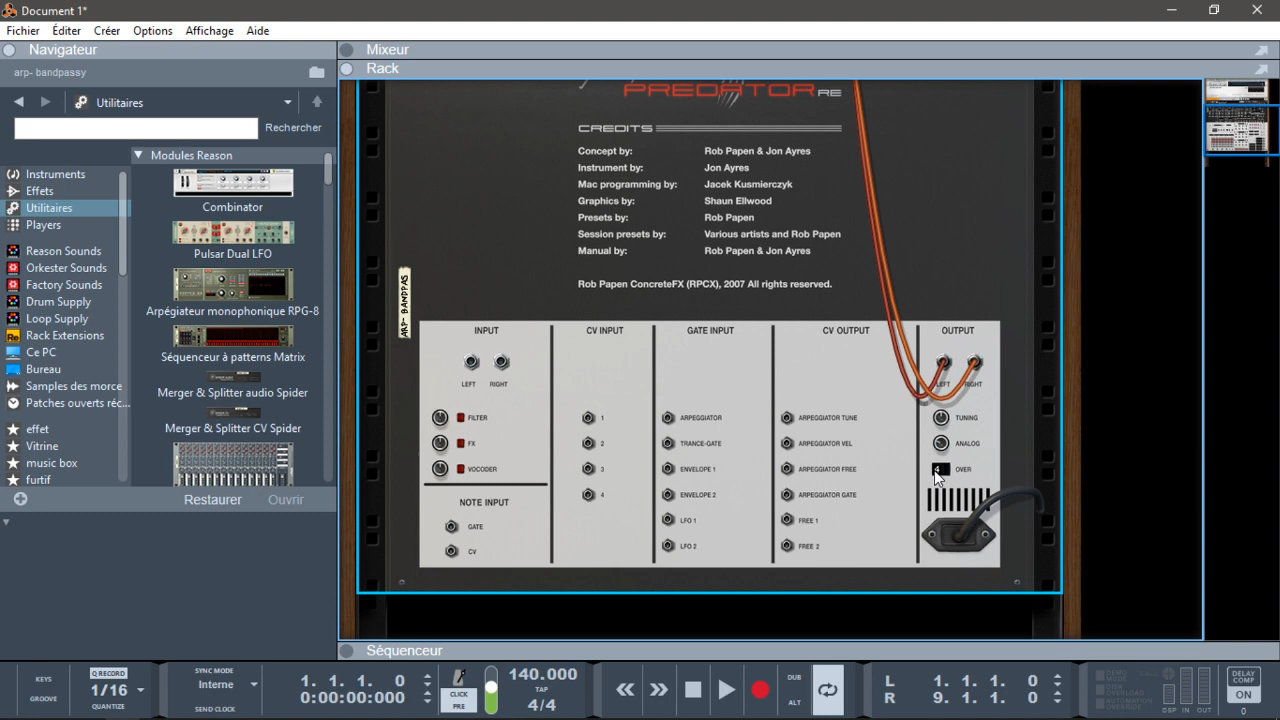 Document 1*
Fichier Éditer Créer Options Affichage Aide
Navigateur
arp- bandpassy
Utilitaires
Rechercher
Instruments
Effets
Utilitaires
Players
Reason Sounds
Orkester Sounds
Factory Sounds
Drum Supply
Loop Supply
Rack Extensions
Ce PC
Bureau
Samples des morce
Patches ouverts réc...
effet
Vitrine
music box
furtif
Modules Reason
Combinator
Pulsar Dual LFO
Arpégiateur monophonique RPG-8
Séquenceur à patterns Matrix
Merger & Splitter audio Spider
Merger & Splitter CV Spider
Restaurer Ouvrir
Mixeur
Rack
PREDATOR RE
CREDITS
Concept by: Rob Papen & Jon Ayres
Instrument by: Jon Ayres
Mac programming by: Jacek Kusmierczyk
Graphics by: Shaun Ellwood
Presets by: Rob Papen
Session presets by: Various artists and Rob Papen
Manual by: Rob Papen & Jon Ayres
Rob Papen ConcreteFX (RPCX), 2007 All rights reserved.
ARP- BANDPAS
INPUT
LEFT RIGHT
FILTER
FX
VOCODER
NOTE INPUT
GATE
CV
CV INPUT
1
2
3
4
GATE INPUT
ARPEGGIATOR
TRANCE-GATE
ENVELOPE 1
ENVELOPE 2
LFO 1
LFO 2
CV OUTPUT
ARPEGGIATOR TUNE
ARPEGGIATOR VEL
ARPEGGIATOR FREE
ARPEGGIATOR GATE
FREE 1
FREE 2
OUTPUT
LEFT RIGHT
TUNING
ANALOG
4 OVER
Séquenceur
KEYS
GROOVE
Q RECORD
1/16
QUANTIZE
SYNC MODE
Interne
SEND CLOCK
1. 1. 1. 0
0:00:00:000
CLICK
PRE
140.000
TAP
4/4
DUB
ALT
L 1. 1. 1. 0
R 9. 1. 1. 0
AUTOMATION
OVERRIDE
DSP IN OUT
DELAY
COMP
ON
0